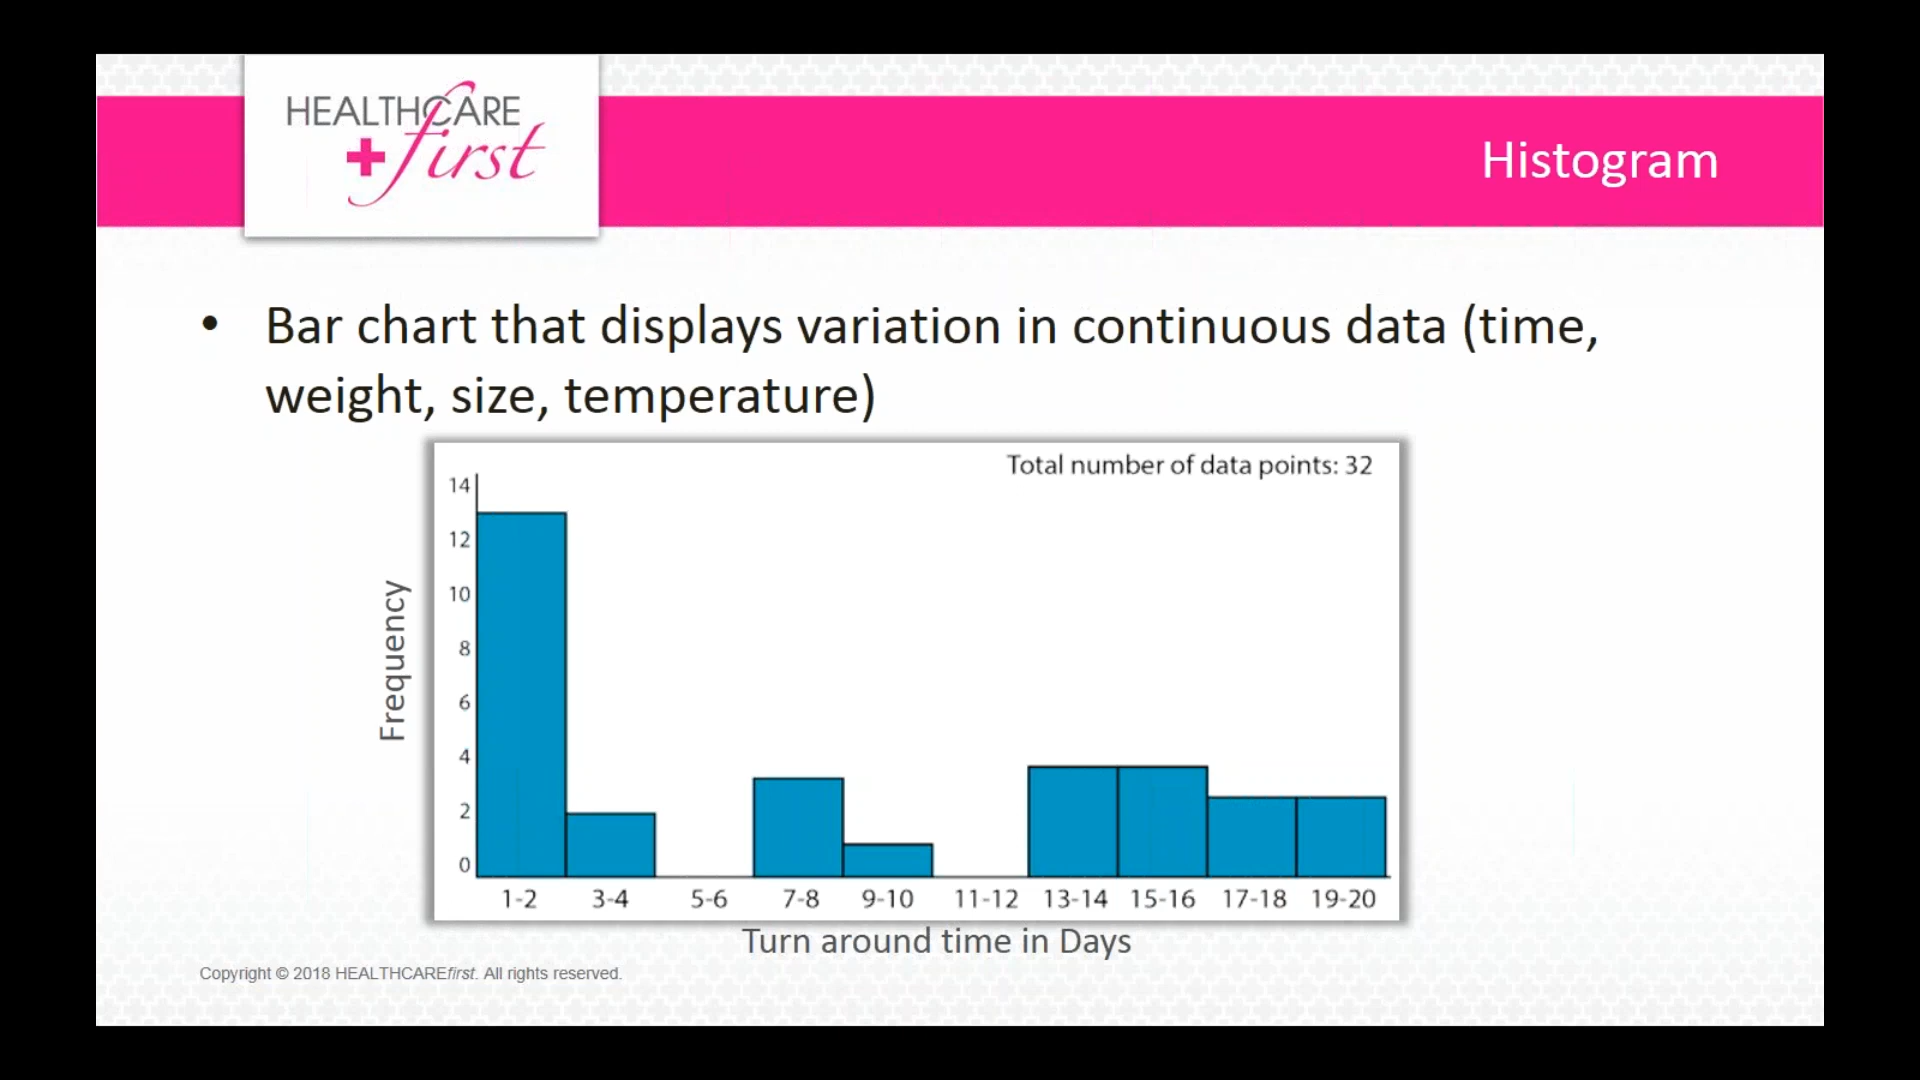 HEALTHCARE
first
Histogram
• Bar chart that displays variation in continuous data (time,
weight, size, temperature)
Total number of data points: 32
14
12
10
8
6
4
2
0
Frequency
1-2 3-4 5-6 7-8 9-10 11-12 13-14 15-16 17-18 19-20
Turn around time in Days
Copyright © 2018 HEALTHCAREfirst. All rights reserved.